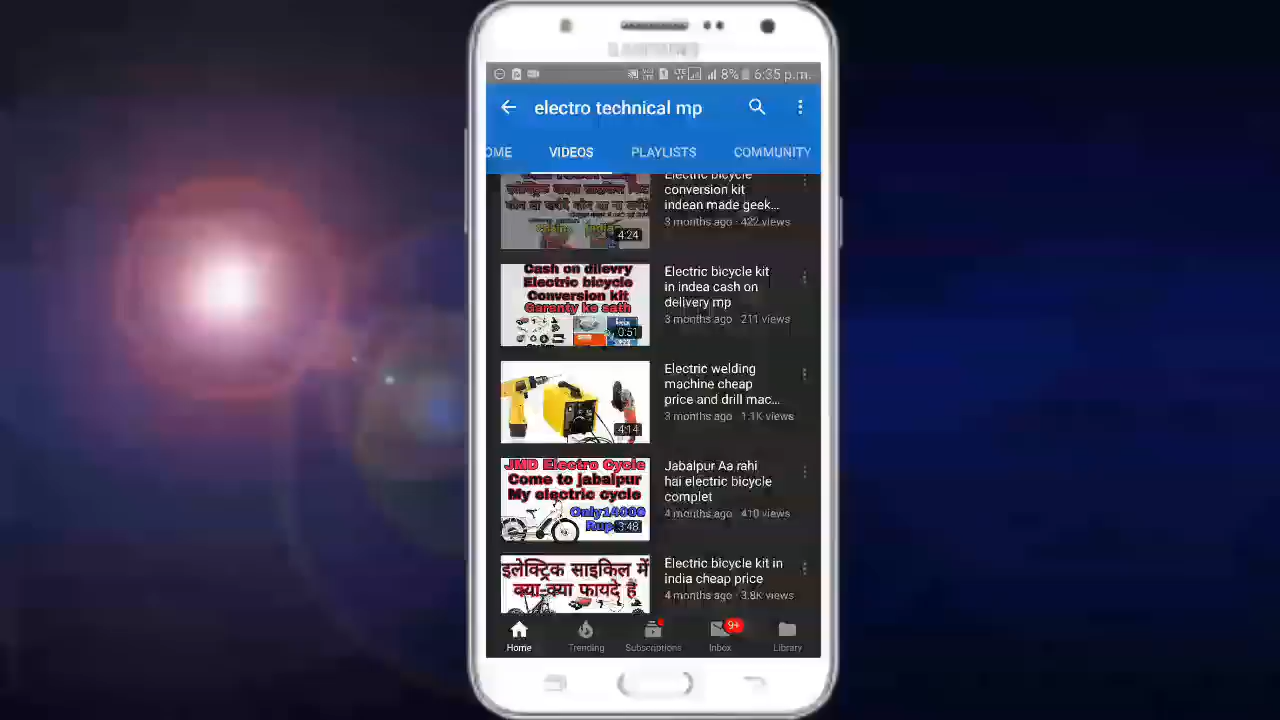 SAMSUNG
8% 6:35 p.m.
electro technical mp
OME VIDEOS PLAYLISTS COMMUNITY
Electric bicycle
conversion kit
indean made geek...
3 months ago · 422 views
4:24
Cash on dilevry
Electric bicycle
Conversion kit
Garenty ke sath
0:51
Electric bicycle kit
in indea cash on
delivery mp
3 months ago · 211 views
4:14
Electric welding
machine cheap
price and drill mac...
3 months ago · 1.1K views
JMD Electro Cycle
Come to jabalpur
My electric cycle
Only14000
Rup
3:48
Jabalpur Aa rahi
hai electric bicycle
complet
4 months ago · 410 views
इलेक्ट्रिक साइकिल में
क्या-क्या फायदे हैं
Electric bicycle kit in
india cheap price
4 months ago · 3.8K views
9+
Home Trending Subscriptions Inbox Library